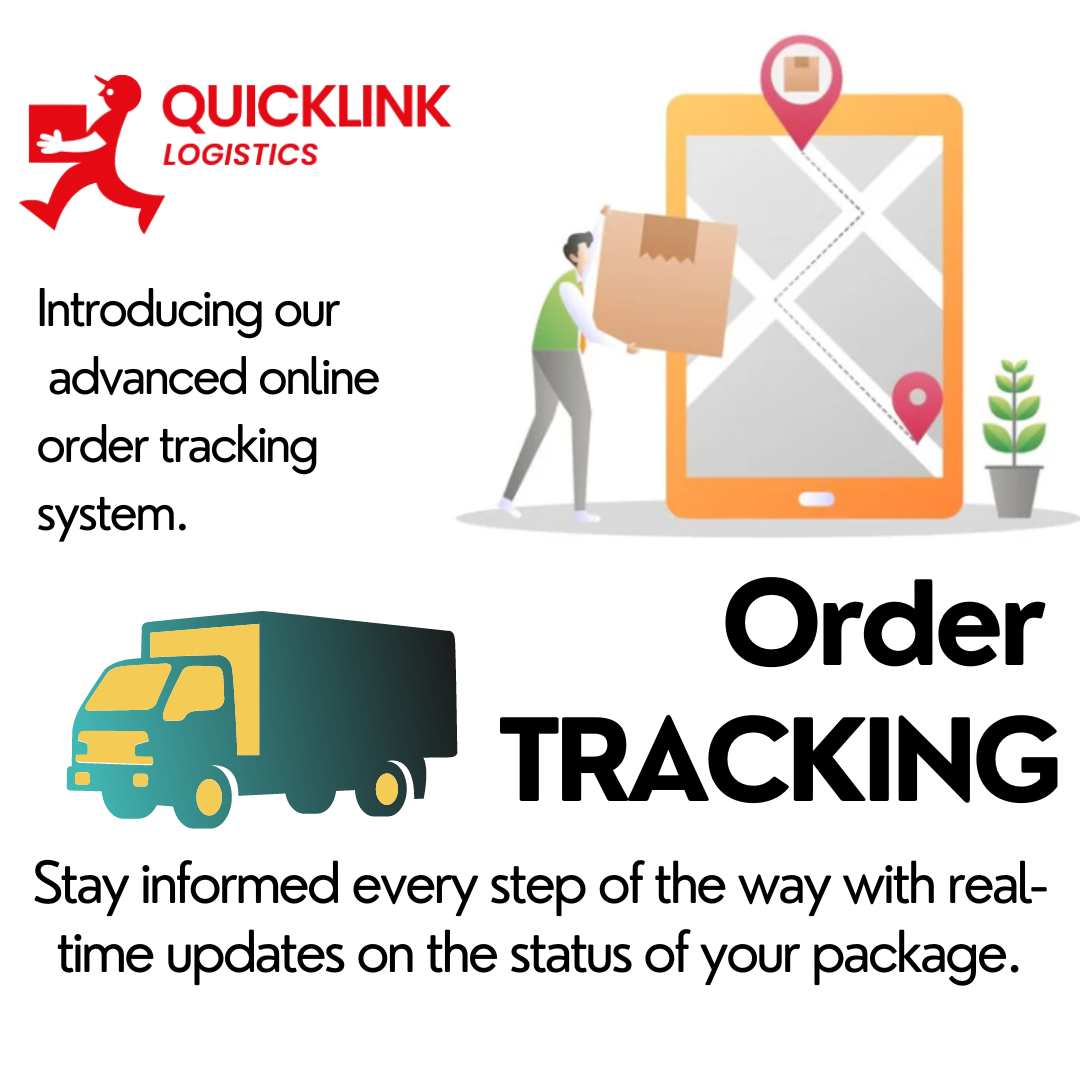 QUICKLINK
LOGISTICS
Introducing our
advanced online
order tracking
system.
Order
TRACKING
Stay informed every step of the way with real-
time updates on the status of your package.